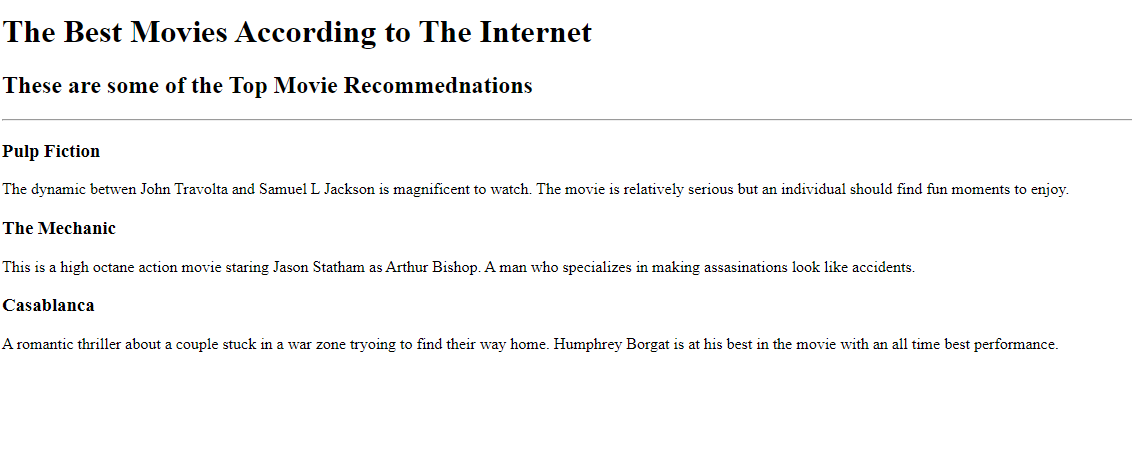 The Best Movies According to The Internet
These are some of the Top Movie Recommednations
Pulp Fiction
The dynamic betwen John Travolta and Samuel L Jackson is magnificent to watch. The movie is relatively serious but an individual should find fun moments to enjoy.
The Mechanic
This is a high octane action movie staring Jason Statham as Arthur Bishop. A man who specializes in making assasinations look like accidents.
Casablanca
A romantic thriller about a couple stuck in a war zone tryoing to find their way home. Humphrey Borgat is at his best in the movie with an all time best performance.